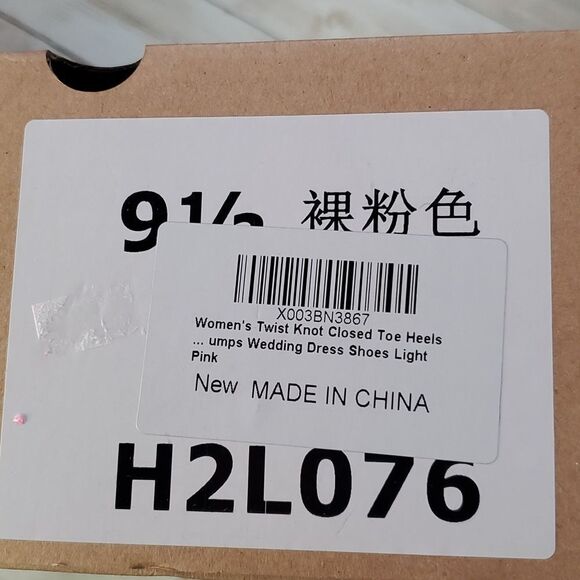 9½ 裸粉色
X003BN3867
Women's Twist Knot Closed Toe Heels
... umps Wedding Dress Shoes Light
Pink
New MADE IN CHINA
H2L076